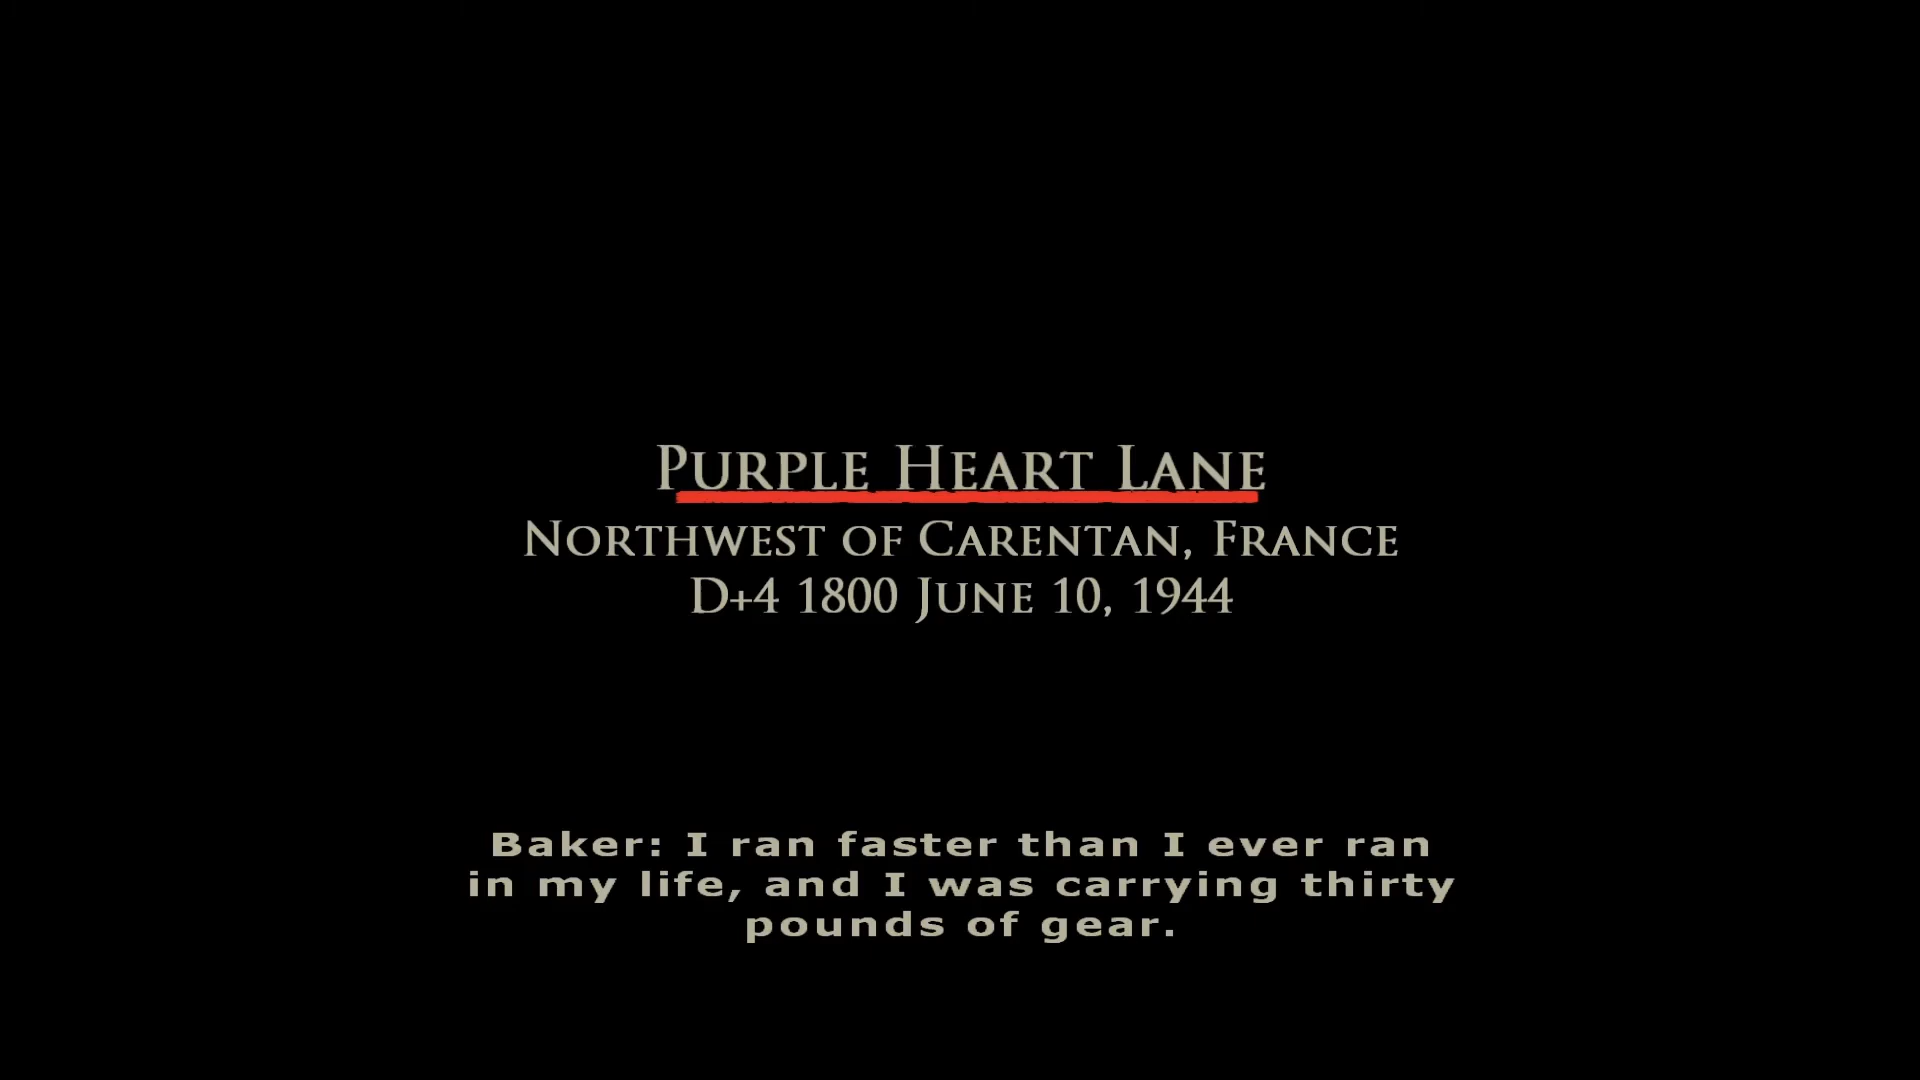 Purple Heart Lane
Northwest of Carentan, France
D+4 1800 June 10, 1944
Baker: I ran faster than I ever ran
in my life, and I was carrying thirty
pounds of gear.